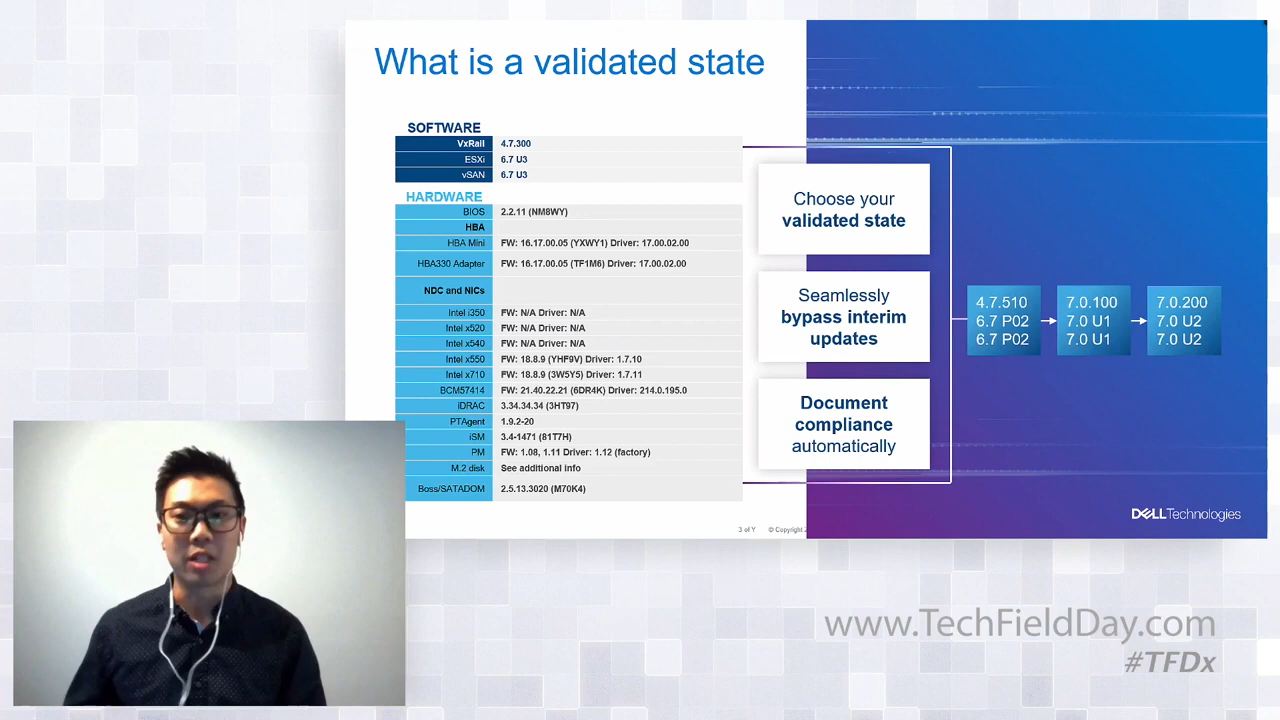 What is a validated state
SOFTWARE
VxRail 4.7.300
ESXi 6.7 U3
vSAN 6.7 U3
HARDWARE
BIOS 2.2.11 (NM8WY)
HBA
HBA Mini FW: 16.17.00.05 (YXWY1) Driver: 17.00.02.00
HBA330 Adapter FW: 16.17.00.05 (TF1M6) Driver: 17.00.02.00
NDC and NICs
Intel i350 FW: N/A Driver: N/A
Intel x520 FW: N/A Driver: N/A
Intel x540 FW: N/A Driver: N/A
Intel x550 FW: 18.8.9 (YHF9V) Driver: 1.7.10
Intel x710 FW: 18.8.9 (3W5Y5) Driver: 1.7.11
BCM57414 FW: 21.40.22.21 (6DR4K) Driver: 214.0.195.0
iDRAC 3.34.34.34 (3HT97)
PTAgent 1.9.2-20
iSM 3.4-1471 (81T7H)
PM FW: 1.08, 1.11 Driver: 1.12 (factory)
M.2 disk See additional info
Boss/SATADOM 2.5.13.3020 (M70K4)
Choose your
validated state
Seamlessly
bypass interim
updates
Document
compliance
automatically
4.7.510
6.7 P02
6.7 P02
7.0.100
7.0 U1
7.0 U1
7.0.200
7.0 U2
7.0 U2
3 of Y © Copyright
DELLTechnologies
www.TechFieldDay.com
#TFDx